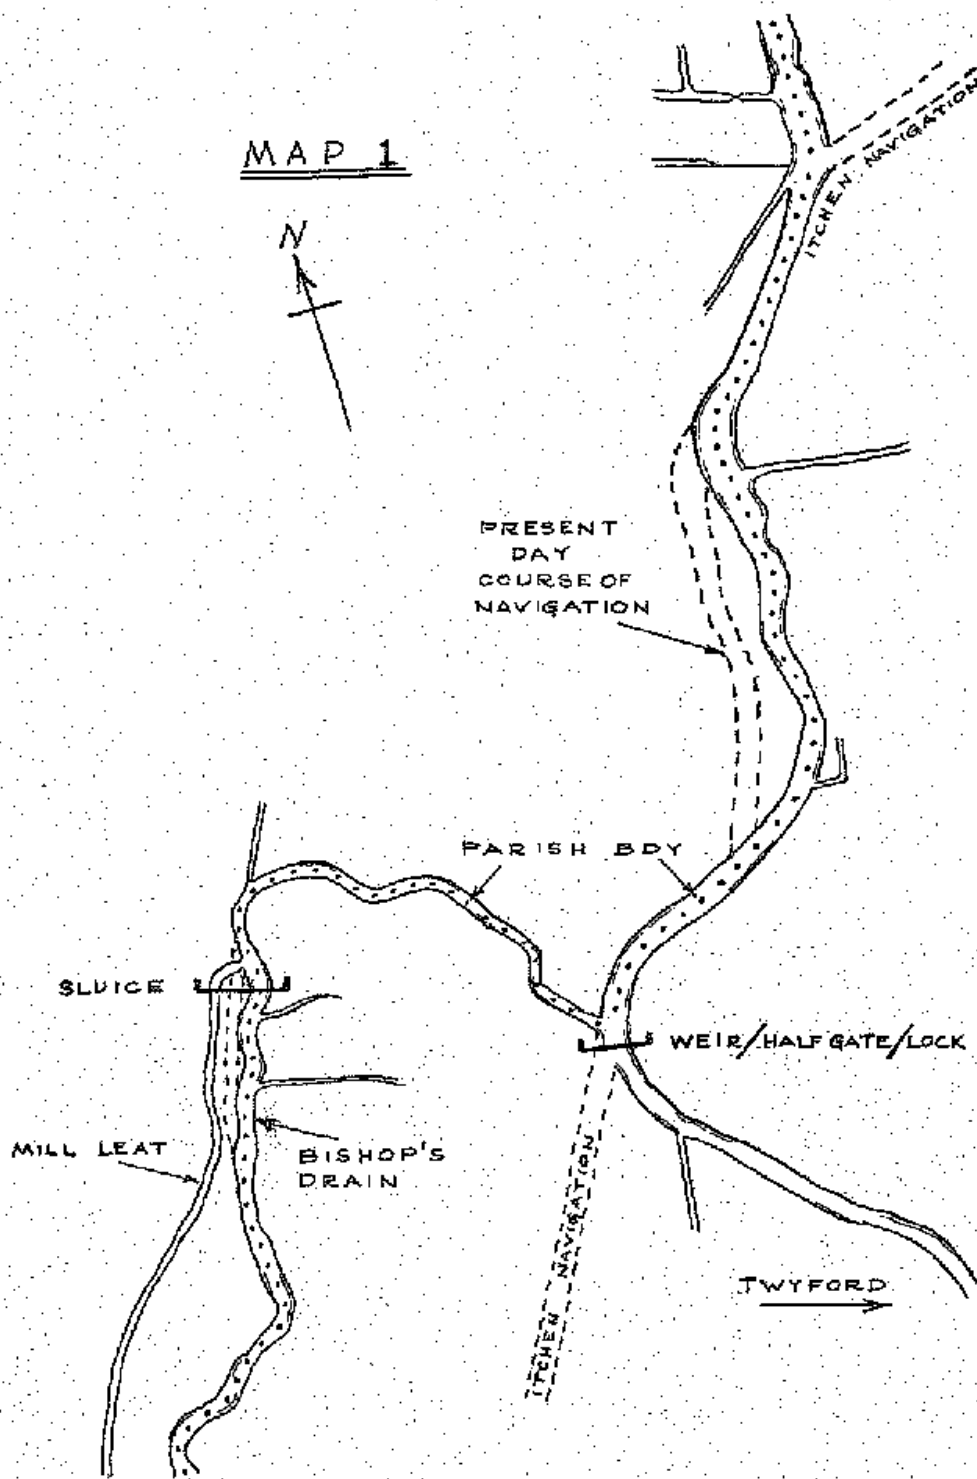 MAP 1
N
ITCHEN NAVIGATION
PRESENT
DAY
COURSE OF
NAVIGATION
PARISH BDY
SLUICE
WEIR/HALF GATE/LOCK
MILL LEAT
BISHOP'S
DRAIN
ITCHEN NAVIGATION
TWYFORD